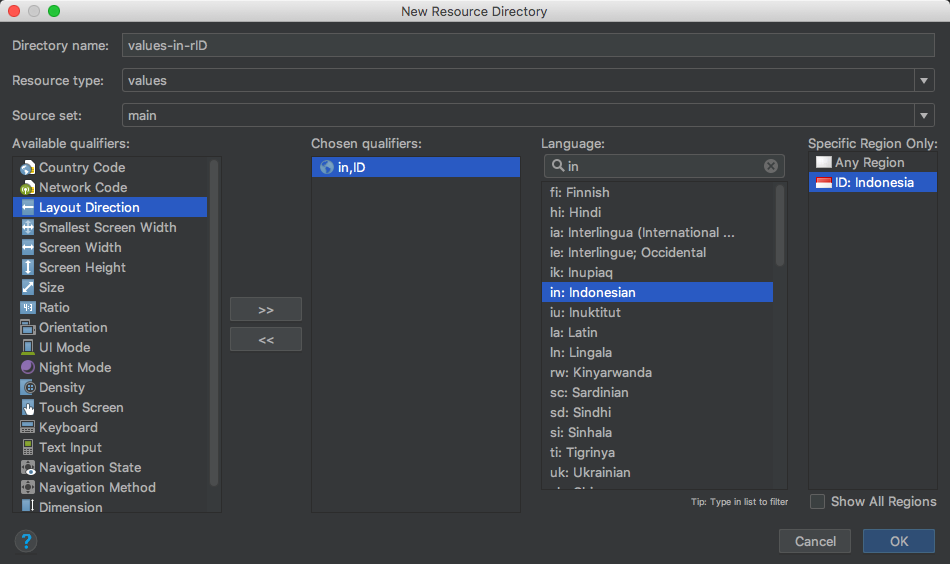 New Resource Directory
Directory name: values-in-rID
Resource type: values
Source set: main
Available qualifiers:
Country Code
Network Code
Layout Direction
Smallest Screen Width
Screen Width
Screen Height
Size
Ratio
Orientation
UI Mode
Night Mode
Density
Touch Screen
Keyboard
Text Input
Navigation State
Navigation Method
Dimension
>>
<<
Chosen qualifiers:
in,ID
Language:
in
fi: Finnish
hi: Hindi
ia: Interlingua (International ...
ie: Interlingue; Occidental
ik: Inupiaq
in: Indonesian
iu: Inuktitut
la: Latin
ln: Lingala
rw: Kinyarwanda
sc: Sardinian
sd: Sindhi
si: Sinhala
ti: Tigrinya
uk: Ukrainian
Tip: Type in list to filter
Specific Region Only:
Any Region
ID: Indonesia
Show All Regions
?
Cancel
OK